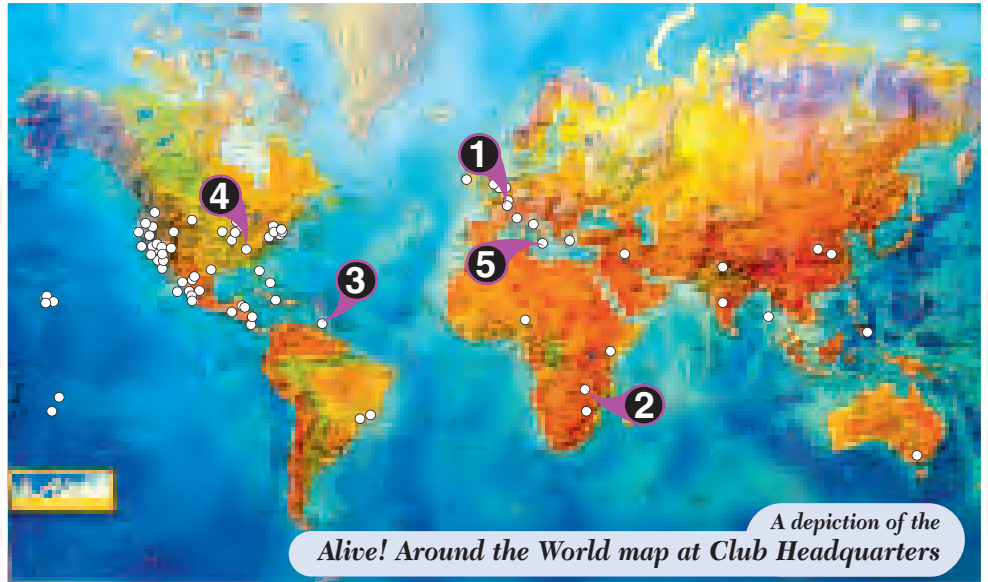 1
4
5
3
2
A depiction of the
Alive! Around the World map at Club Headquarters